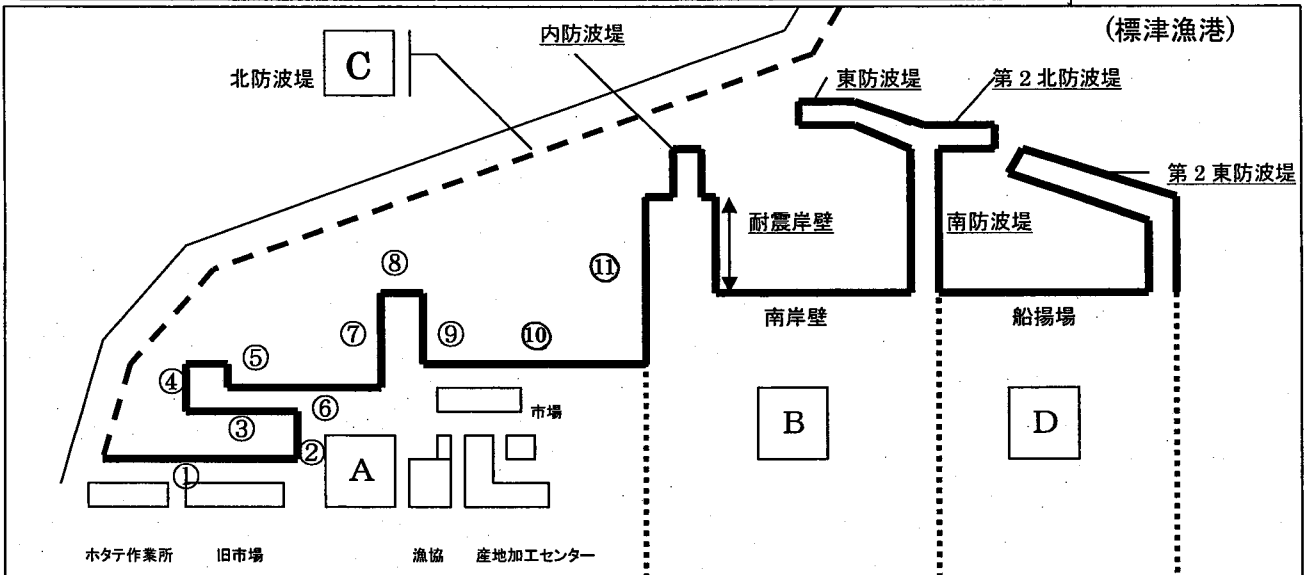 (標津漁港)
内防波堤
北防波堤
C
東防波堤
第2北防波堤
第2東防波堤
耐震岸壁
南防波堤
⑧
⑪
南岸壁
船揚場
⑦
⑨
⑩
⑤
④
⑥
③
②
①
市場
A
B
D
ホタテ作業所
旧市場
漁協
産地加工センター